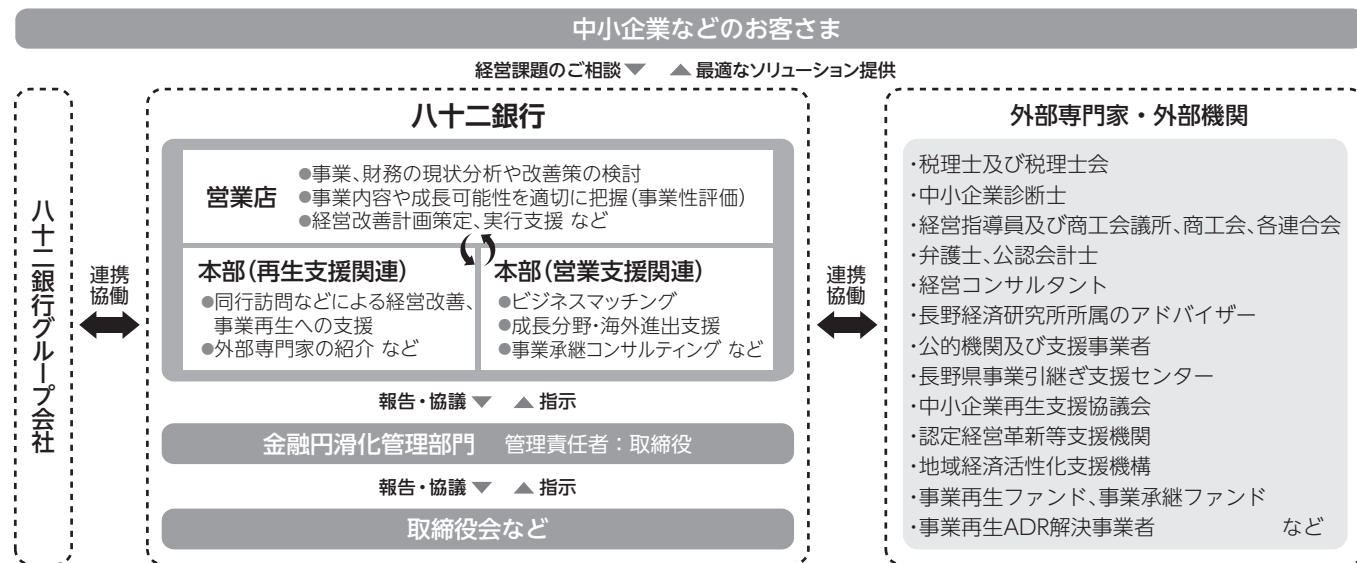 中小企業などのお客さま
経営課題のご相談▼ ▲最適なソリューション提供
八十二銀行グループ会社
連携
協働
八十二銀行
営業店
●事業、財務の現状分析や改善策の検討
●事業内容や成長可能性を適切に把握(事業性評価)
●経営改善計画策定、実行支援 など
本部(再生支援関連)
●同行訪問などによる経営改善、
事業再生への支援
●外部専門家の紹介 など
本部(営業支援関連)
●ビジネスマッチング
●成長分野・海外進出支援
●事業承継コンサルティング など
報告・協議▼ ▲指示
金融円滑化管理部門 管理責任者:取締役
報告・協議▼ ▲指示
取締役会など
連携
協働
外部専門家・外部機関
・税理士及び税理士会
・中小企業診断士
・経営指導員及び商工会議所、商工会、各連合会
・弁護士、公認会計士
・経営コンサルタント
・長野経済研究所所属のアドバイザー
・公的機関及び支援事業者
・長野県事業引継ぎ支援センター
・中小企業再生支援協議会
・認定経営革新等支援機関
・地域経済活性化支援機構
・事業再生ファンド、事業承継ファンド
・事業再生ADR解決事業者 など